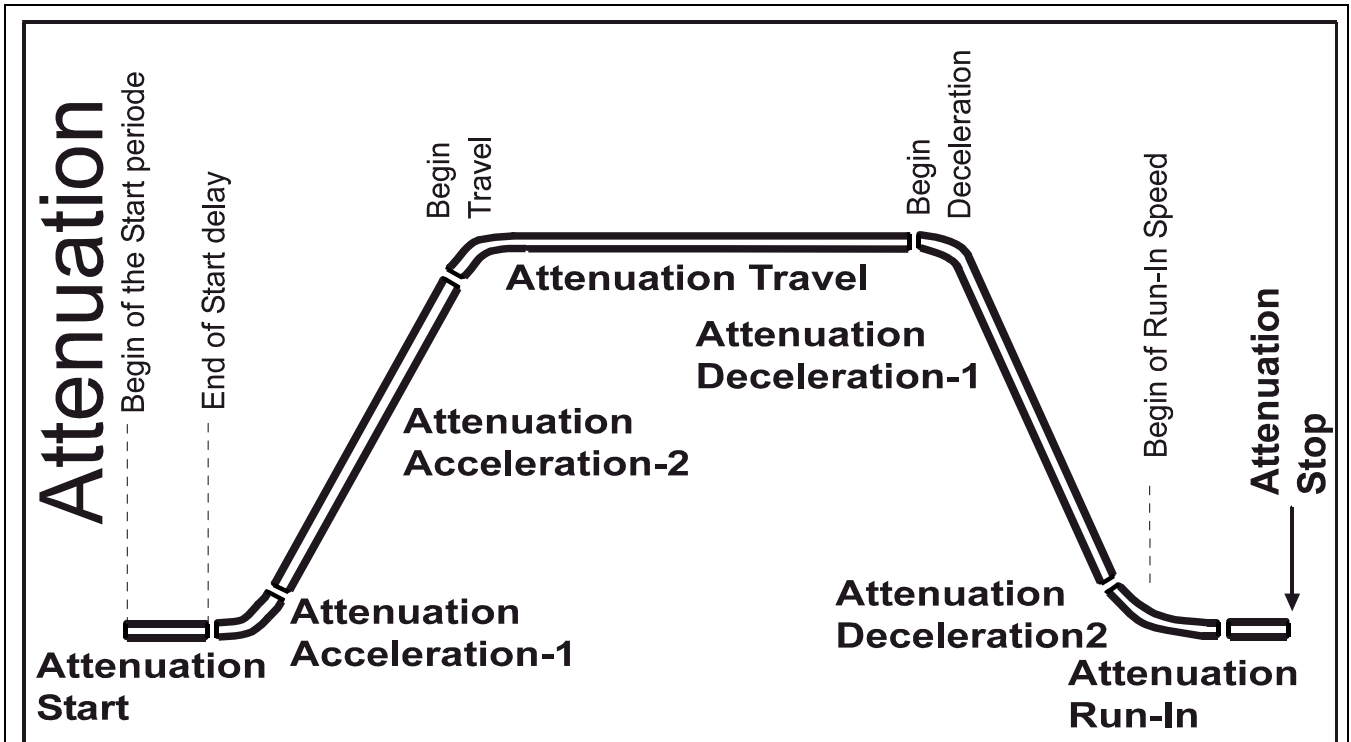 Attenuation
Begin of the Start periode
End of Start delay
Begin
Travel
Begin
Deceleration
Attenuation Travel
Attenuation
Deceleration-1
Attenuation
Acceleration-2
Begin of Run-In Speed
Attenuation
Stop
Attenuation
Acceleration-1
Attenuation
Deceleration2
Attenuation
Start
Attenuation
Run-In